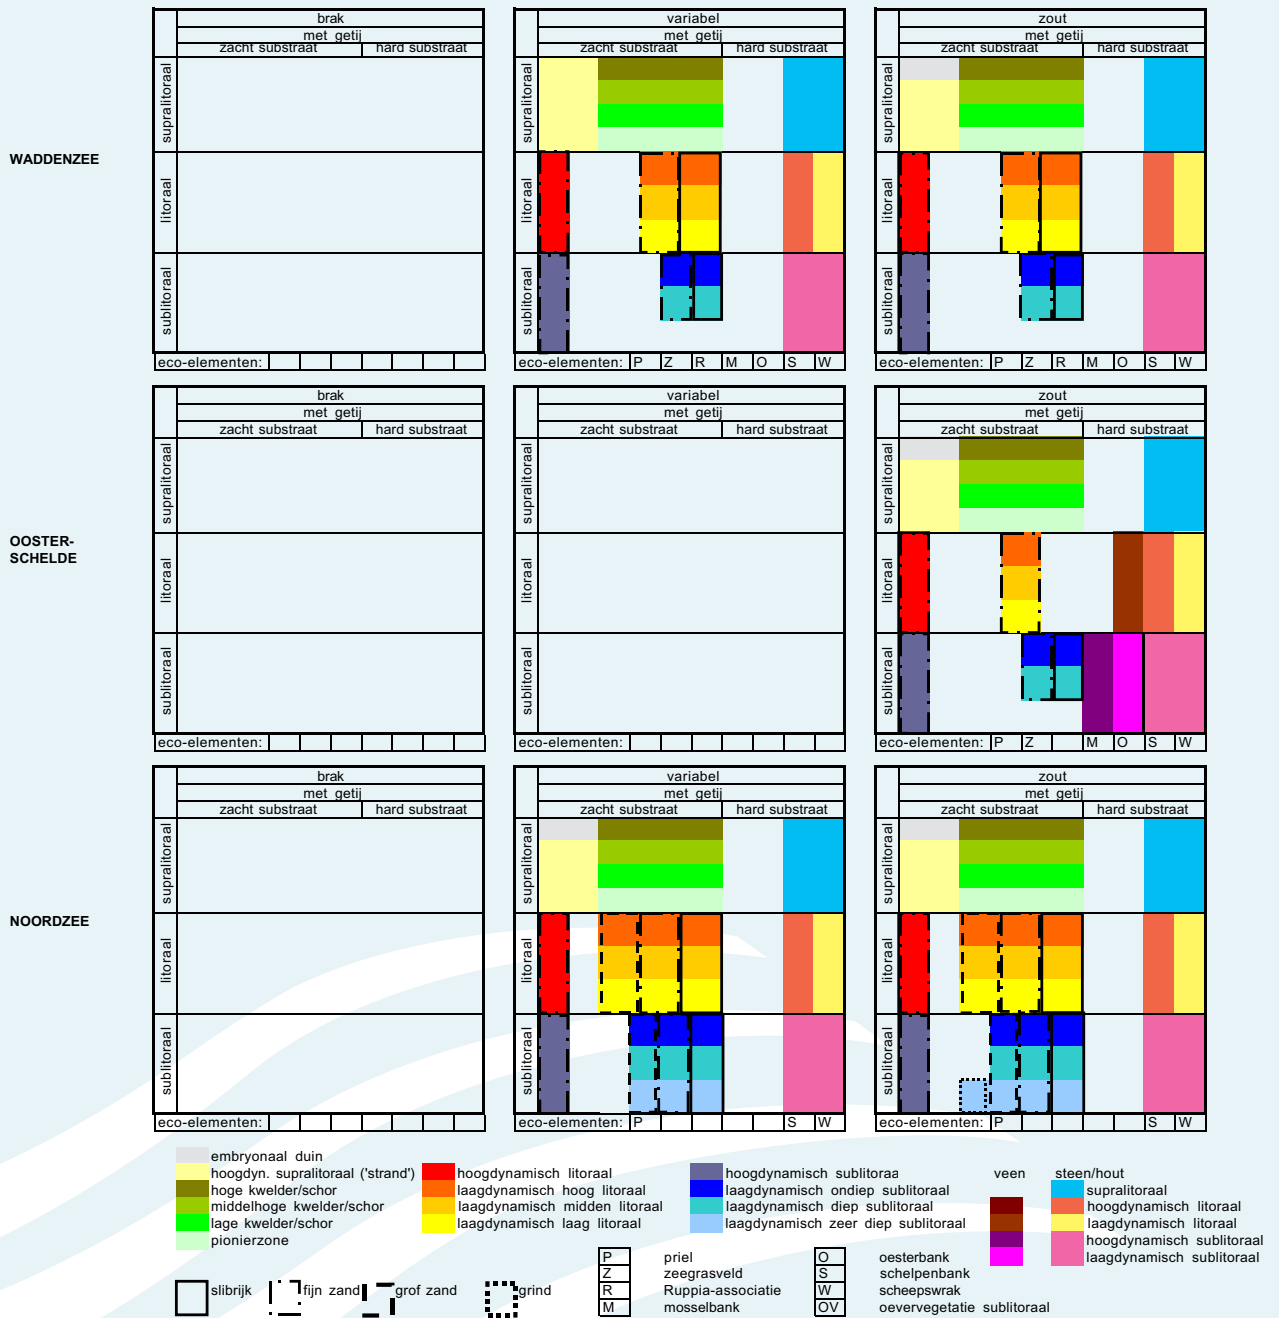 brak variabel zout
met getij met getij met getij
zacht substraat hard substraat zacht substraat hard substraat zacht substraat hard substraat
WADDENZEE
supralitoraal supralitoraal supralitoraal
litoraal litoraal litoraal
sublitoraal sublitoraal sublitoraal
eco-elementen: eco-elementen: P Z R M O S W eco-elementen: P Z R M O S W
brak variabel zout
met getij met getij met getij
zacht substraat hard substraat zacht substraat hard substraat zacht substraat hard substraat
OOSTER-
SCHELDE
supralitoraal supralitoraal supralitoraal
litoraal litoraal litoraal
sublitoraal sublitoraal sublitoraal
eco-elementen: eco-elementen: eco-elementen: P Z M O S W
brak variabel zout
met getij met getij met getij
zacht substraat hard substraat zacht substraat hard substraat zacht substraat hard substraat
NOORDZEE
supralitoraal supralitoraal supralitoraal
litoraal litoraal litoraal
sublitoraal sublitoraal sublitoraal
eco-elementen: eco-elementen: P S W eco-elementen: P S W
embryonaal duin
hoogdyn. supralitoraal ('strand') hoogdynamisch litoraal hoogdynamisch sublitoraa veen steen/hout
hoge kwelder/schor laagdynamisch hoog litoraal laagdynamisch ondiep sublitoraal supralitoraal
middelhoge kwelder/schor laagdynamisch midden litoraal laagdynamisch diep sublitoraal hoogdynamisch litoraal
lage kwelder/schor laagdynamisch laag litoraal laagdynamisch zeer diep sublitoraal laagdynamisch litoraal
pionierzone hoogdynamisch sublitoraal
laagdynamisch sublitoraal
P priel O oesterbank
Z zeegrasveld S schelpenbank
R Ruppia-associatie W scheepswrak
M mosselbank OV oevervegetatie sublitoraal
slibrijk fijn zand grof zand grind